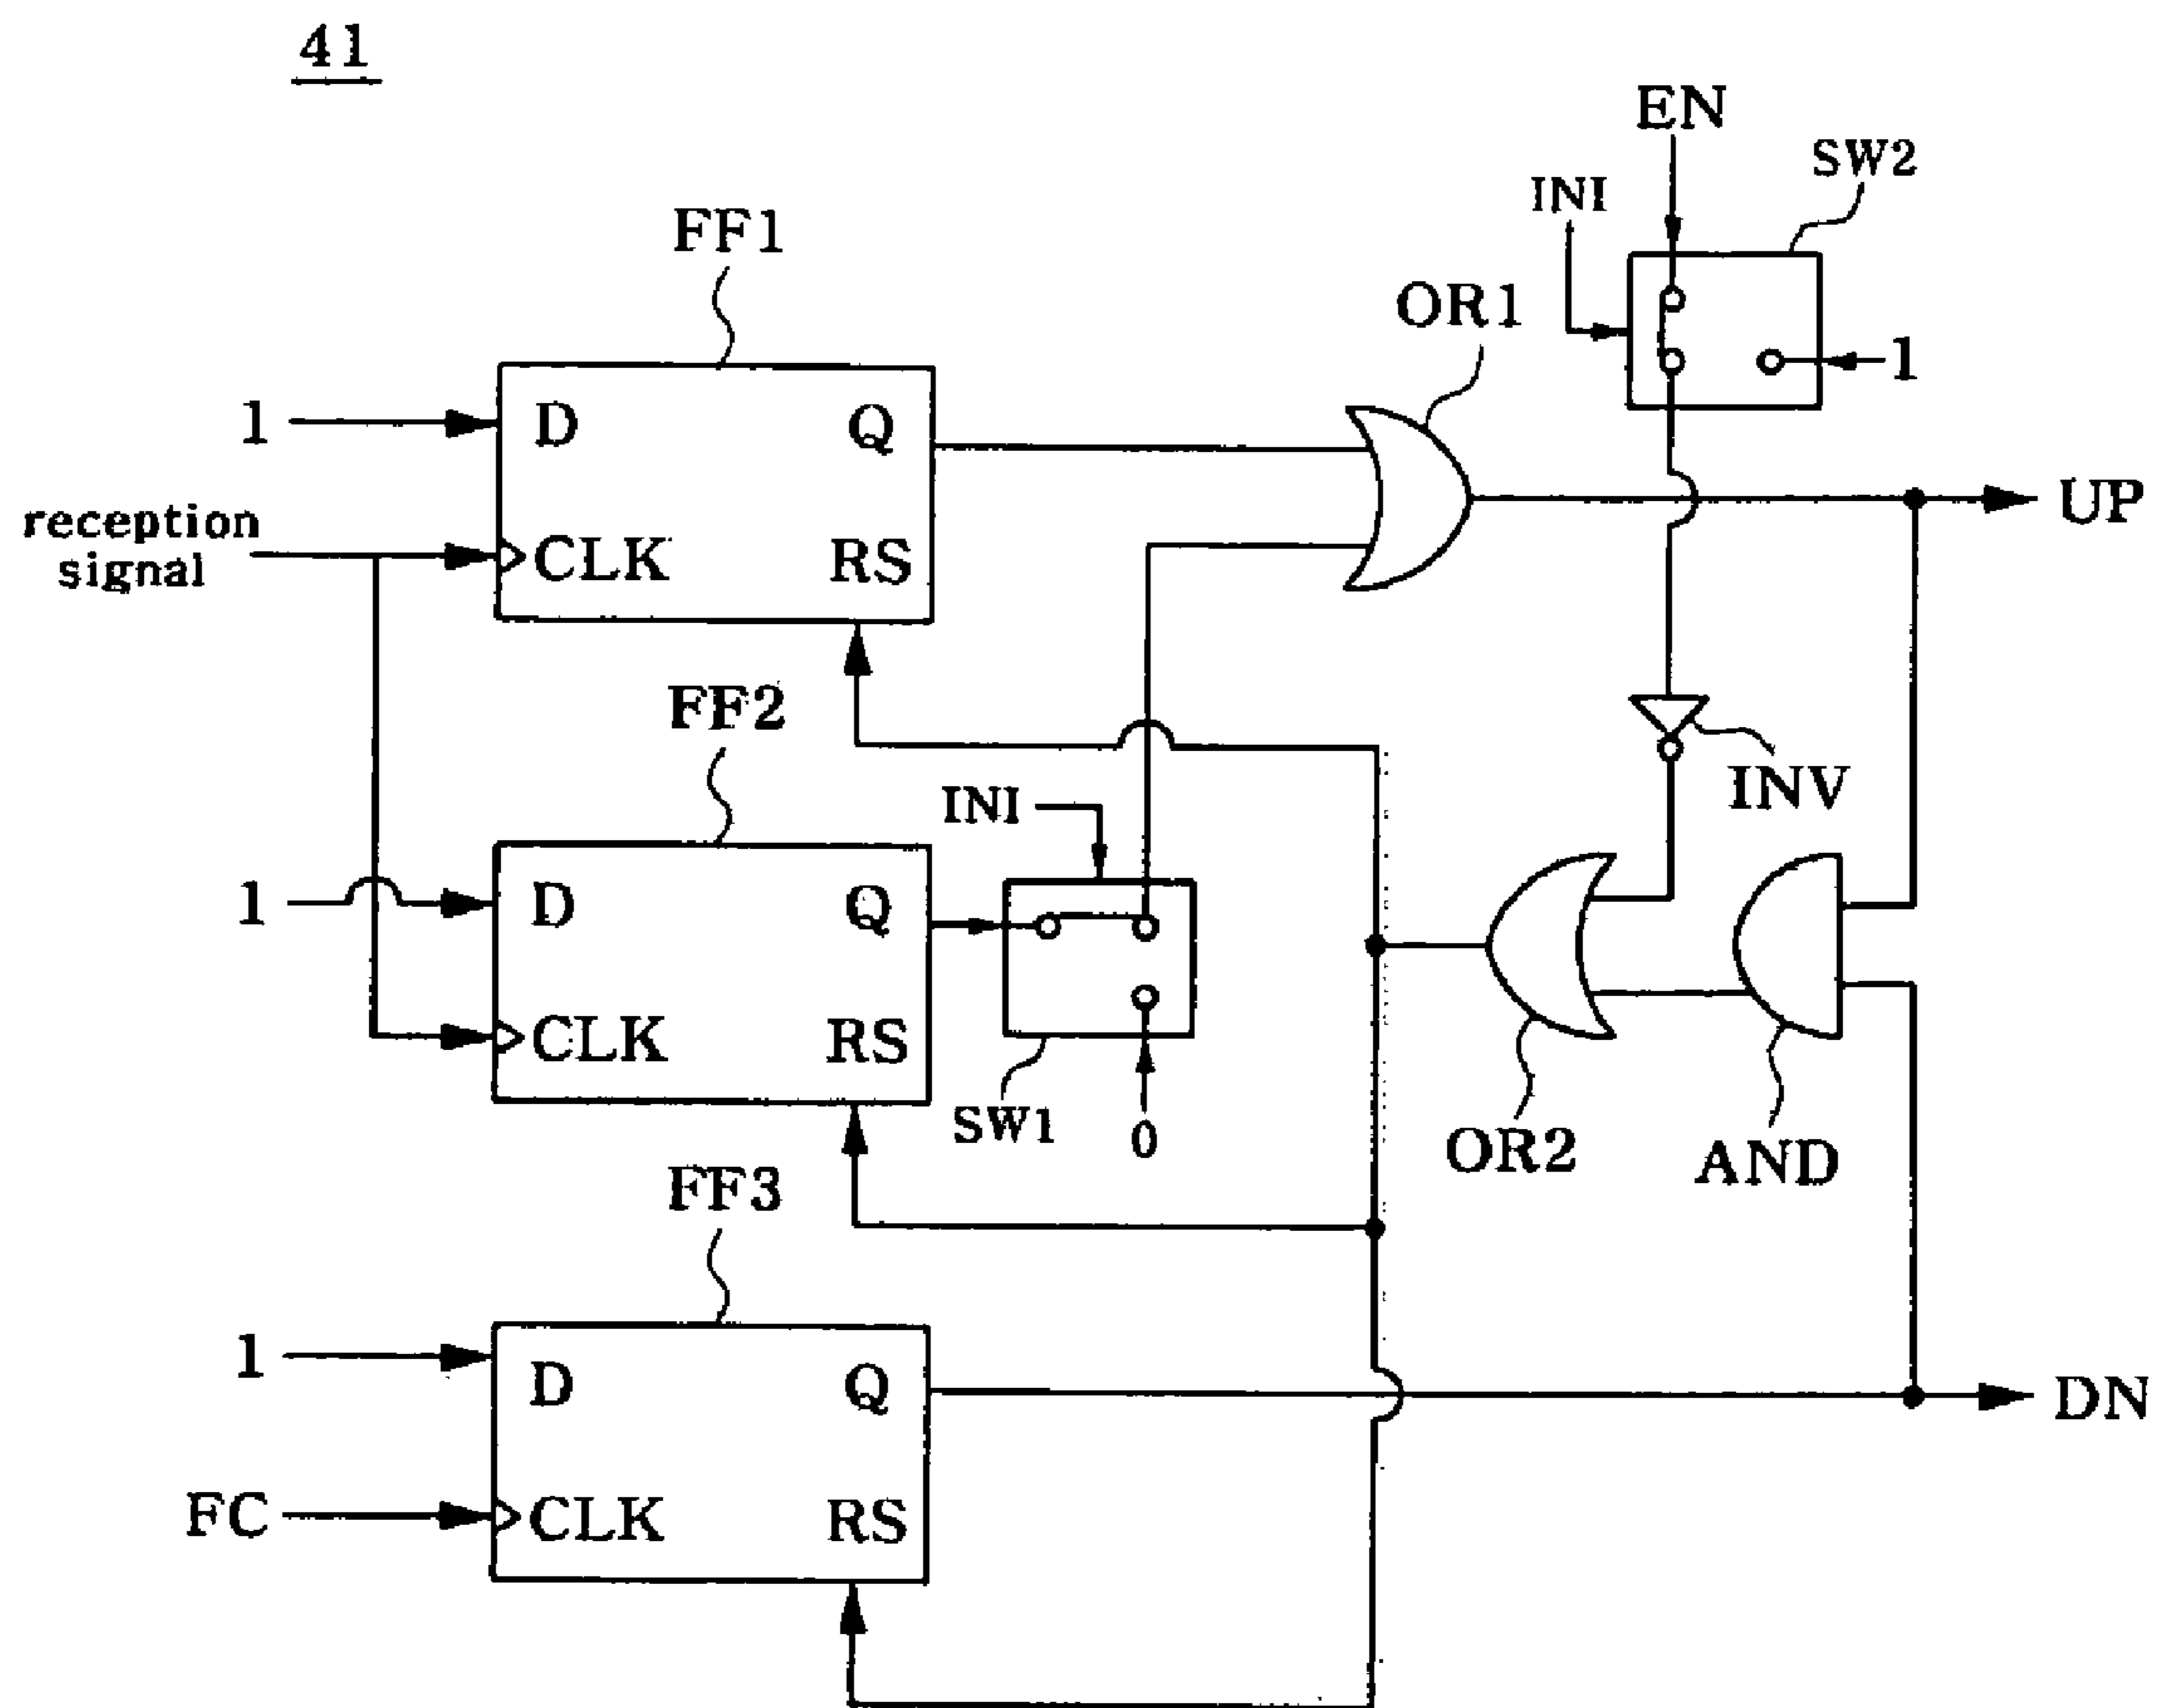 41
EN
SW2
INI
FF1
OR1
1
1
D
Q
UP
reception
signal
CLK
RS
FF2
INV
INI
1
D
Q
CLK
RS
SW1
0
OR2
AND
FF3
1
D
Q
DN
FC
CLK
RS